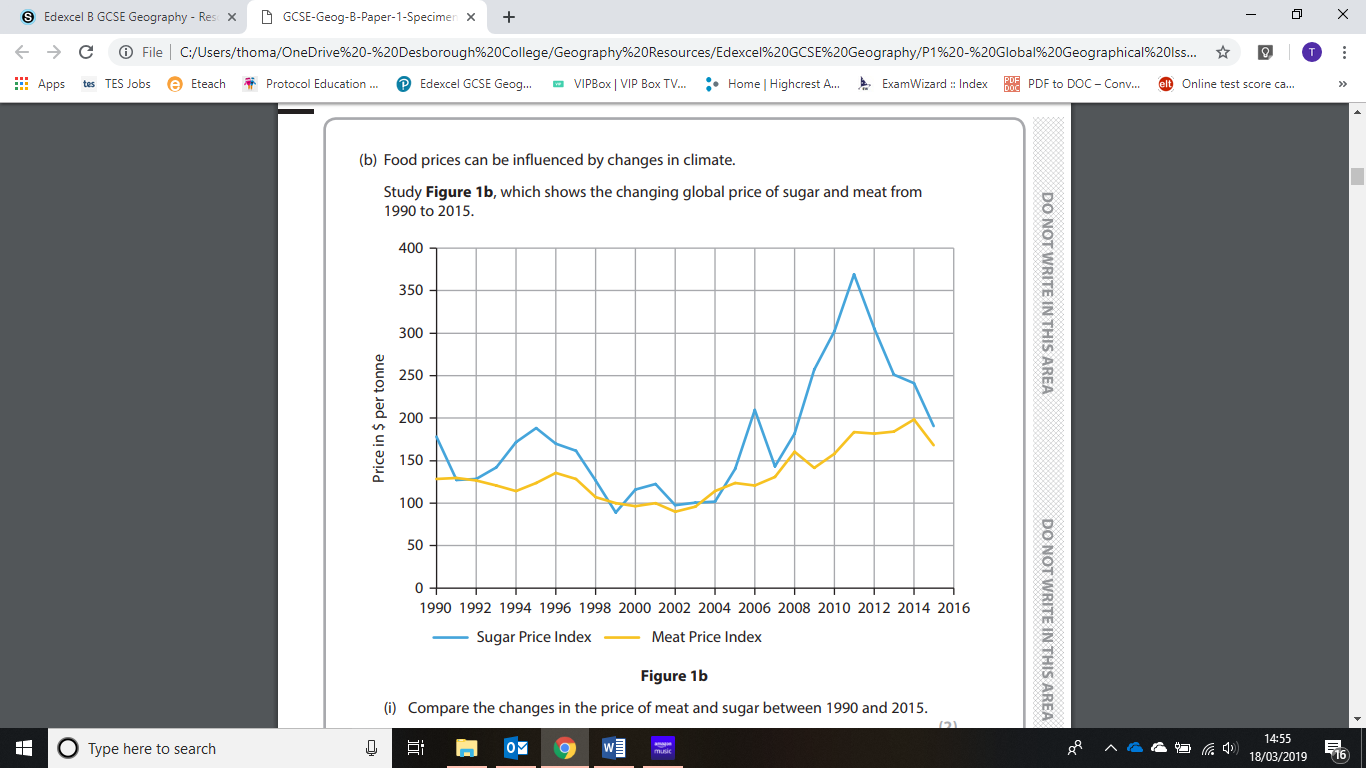 Edexcel B GCSE Geography - Res
GCSE-Geog-B-Paper-1-Specimen
File | C:/Users/thoma/OneDrive%20-%20Desborough%20College/Geography%20Resources/Edexcel%20GCSE%20Geography/P1%20-%20Global%20Geographical%20Iss...
T
Apps
tes TES Jobs
Eteach
Protocol Education ...
Edexcel GCSE Geog...
VIPBox | VIP Box TV...
Home | Highcrest A...
ExamWizard :: Index
PDF to DOC – Conv...
elt Online test score ca...
(b) Food prices can be influenced by changes in climate.
Study Figure 1b, which shows the changing global price of sugar and meat from
1990 to 2015.
400
350
300
250
200
150
100
50
0
Price in $ per tonne
1990 1992 1994 1996 1998 2000 2002 2004 2006 2008 2010 2012 2014 2016
Sugar Price Index Meat Price Index
Figure 1b
(i) Compare the changes in the price of meat and sugar between 1990 and 2015.
(2)
DO NOT WRITE IN THIS AREA
DO NOT WRITE IN THIS AREA
Type here to search
amazon music
14:55
18/03/2019
16